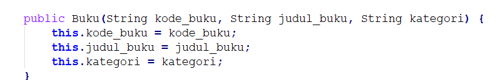 public Buku(String kode_buku, String judul_buku, String kategori) {
this.kode_buku = kode_buku;
this.judul_buku = judul_buku;
this.kategori = kategori;
}